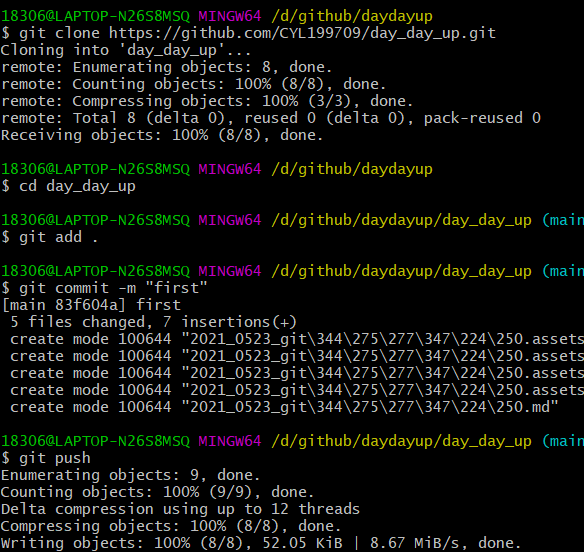 18306@LAPTOP-N26S8MSQ MINGW64 /d/github/daydayup
$ git clone https://github.com/CYL199709/day_day_up.git
Cloning into 'day_day_up'...
remote: Enumerating objects: 8, done.
remote: Counting objects: 100% (8/8), done.
remote: Compressing objects: 100% (3/3), done.
remote: Total 8 (delta 0), reused 0 (delta 0), pack-reused 0
Receiving objects: 100% (8/8), done.
18306@LAPTOP-N26S8MSQ MINGW64 /d/github/daydayup
$ cd day_day_up
18306@LAPTOP-N26S8MSQ MINGW64 /d/github/daydayup/day_day_up (main
$ git add .
18306@LAPTOP-N26S8MSQ MINGW64 /d/github/daydayup/day_day_up (main
$ git commit -m "first"
[main 83f604a] first
5 files changed, 7 insertions(+)
create mode 100644 "2021_0523_git\344\275\277\347\224\250.assets
create mode 100644 "2021_0523_git\344\275\277\347\224\250.assets
create mode 100644 "2021_0523_git\344\275\277\347\224\250.assets
create mode 100644 "2021_0523_git\344\275\277\347\224\250.assets
create mode 100644 "2021_0523_git\344\275\277\347\224\250.md"
18306@LAPTOP-N26S8MSQ MINGW64 /d/github/daydayup/day_day_up (main
$ git push
Enumerating objects: 9, done.
Counting objects: 100% (9/9), done.
Delta compression using up to 12 threads
Compressing objects: 100% (8/8), done.
Writing objects: 100% (8/8), 52.05 KiB | 8.67 MiB/s, done.